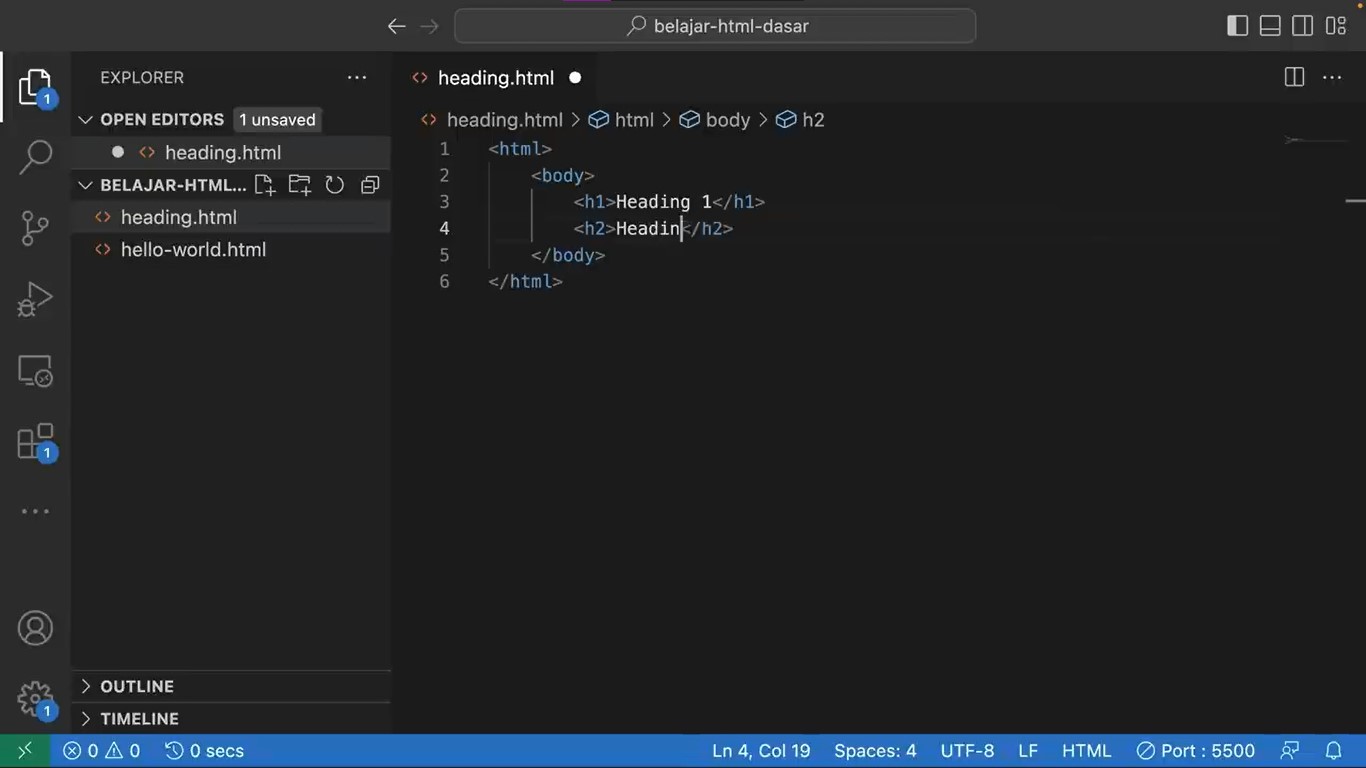 belajar-html-dasar
EXPLORER
heading.html
OPEN EDITORS 1 unsaved
heading.html
BELAJAR-HTML...
heading.html
hello-world.html
heading.html > html > body > h2
1 <html>
2 <body>
3 <h1>Heading 1</h1>
4 <h2>Headin</h2>
5 </body>
6 </html>
1
1
1
OUTLINE
TIMELINE
0 0 0 secs Ln 4, Col 19 Spaces: 4 UTF-8 LF HTML Port : 5500